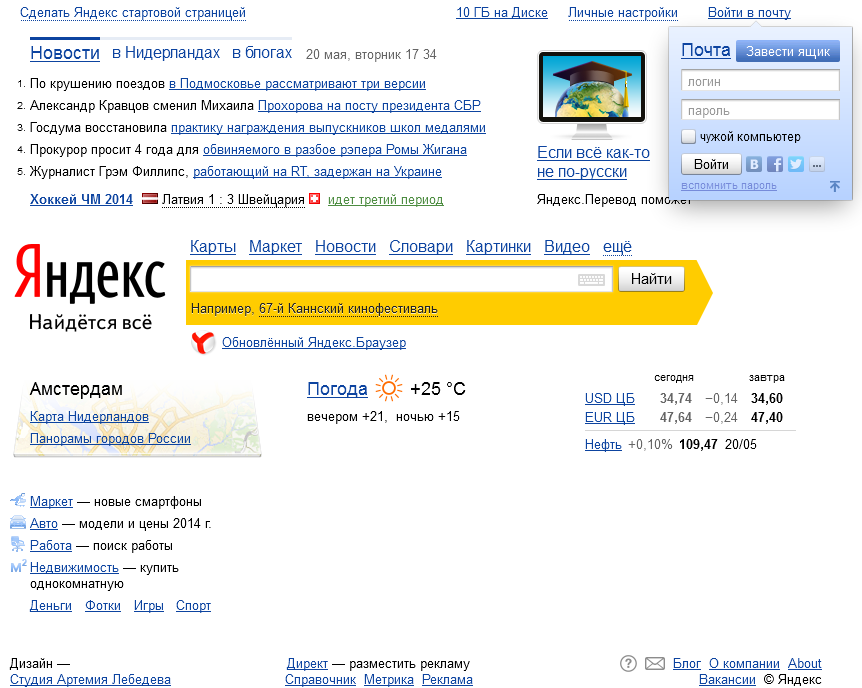 Сделать Яндекс стартовой страницей
10 ГБ на Диске Личные настройки Войти в почту
Новости в Нидерландах в блогах 20 мая, вторник 17 34
1. По крушению поездов в Подмосковье рассматривают три версии
2. Александр Кравцов сменил Михаила Прохорова на посту президента СБР
3. Госдума восстановила практику награждения выпускников школ медалями
4. Прокурор просит 4 года для обвиняемого в разбое рэпера Ромы Жигана
5. Журналист Грэм Филлипс, работающий на RT, задержан на Украине
Хоккей ЧМ 2014 Латвия 1 : 3 Швейцария идет третий период
Если всё как-то
не по-русски
Яндекс.Перевод поможет
Почта Завести ящик
логин
пароль
чужой компьютер
Войти В f ...
вспомнить пароль
Карты Маркет Новости Словари Картинки Видео ещё
Яндекс
Найдётся всё
Найти
Например, 67-й Каннский кинофестиваль
Обновлённый Яндекс.Браузер
Амстердам
Карта Нидерландов
Панорамы городов России
Погода +25 °C
вечером +21, ночью +15
сегодня завтра
USD ЦБ 34,74 −0,14 34,60
EUR ЦБ 47,64 −0,24 47,40
Нефть +0,10% 109,47 20/05
Маркет — новые смартфоны
Авто — модели и цены 2014 г.
Работа — поиск работы
м² Недвижимость — купить
однокомнатную
Деньги Фотки Игры Спорт
Дизайн —
Студия Артемия Лебедева
Директ — разместить рекламу
Справочник Метрика Реклама
? Блог О компании About
Вакансии © Яндекс